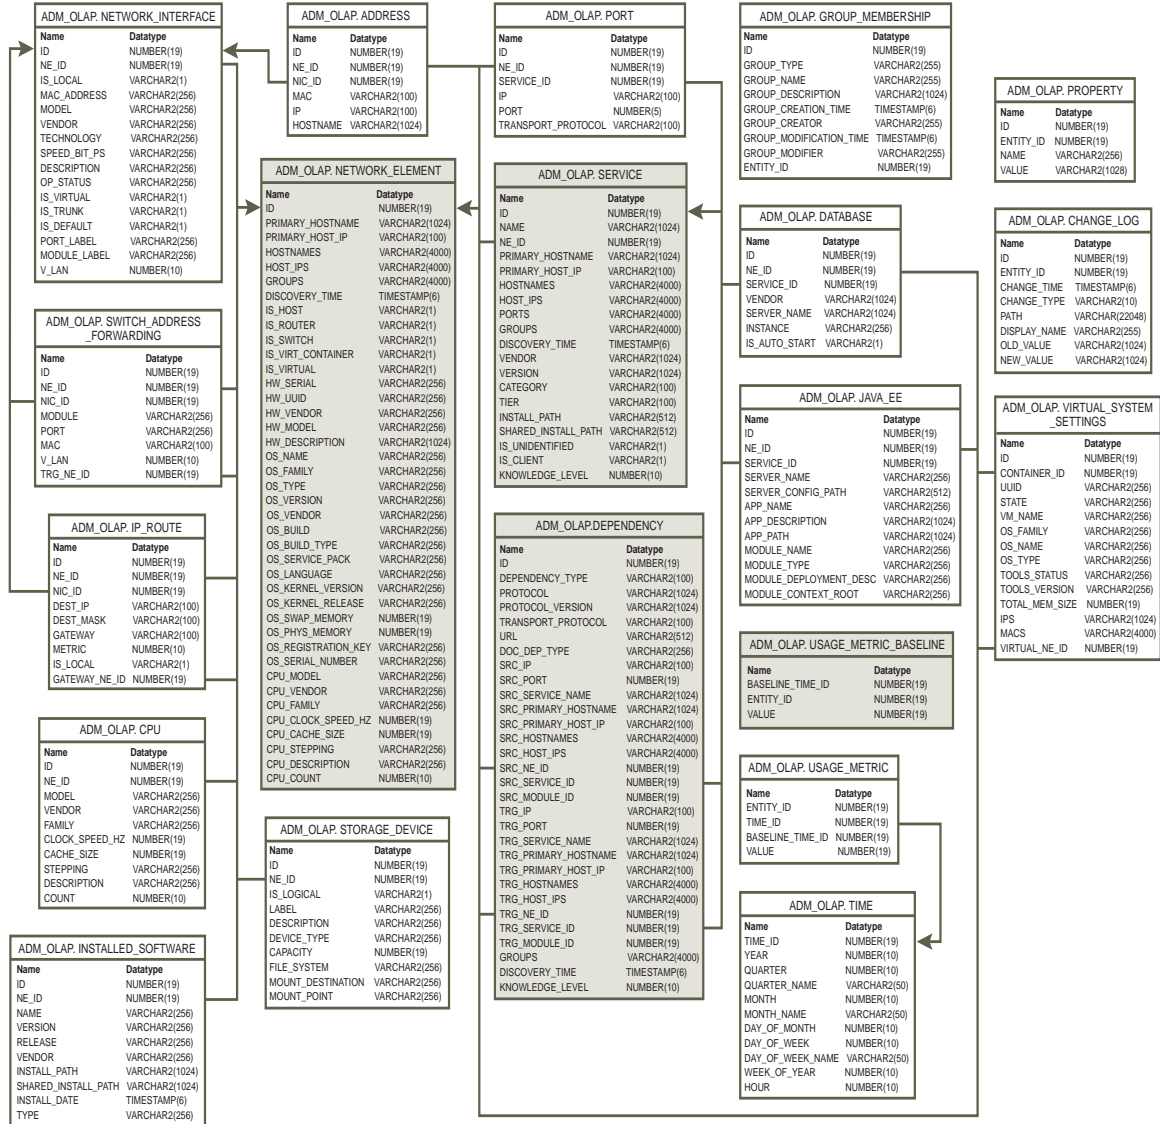 ADM_OLAP. NETWORK_INTERFACE
Name Datatype
ID NUMBER(19)
NE_ID NUMBER(19)
IS_LOCAL VARCHAR2(1)
MAC_ADDRESS VARCHAR2(256)
MODEL VARCHAR2(256)
VENDOR VARCHAR2(256)
TECHNOLOGY VARCHAR2(256)
SPEED_BIT_PS VARCHAR2(256)
DESCRIPTION VARCHAR2(256)
OP_STATUS VARCHAR2(256)
IS_VIRTUAL VARCHAR2(1)
IS_TRUNK VARCHAR2(1)
IS_DEFAULT VARCHAR2(1)
PORT_LABEL VARCHAR2(256)
MODULE_LABEL VARCHAR2(256)
V_LAN NUMBER(10)
ADM_OLAP. SWITCH_ADDRESS
_FORWARDING
Name Datatype
ID NUMBER(19)
NE_ID NUMBER(19)
NIC_ID NUMBER(19)
MODULE VARCHAR2(256)
PORT VARCHAR2(256)
MAC VARCHAR2(100)
V_LAN NUMBER(10)
TRG_NE_ID NUMBER(19)
ADM_OLAP. IP_ROUTE
Name Datatype
ID NUMBER(19)
NE_ID NUMBER(19)
NIC_ID NUMBER(19)
DEST_IP VARCHAR2(100)
DEST_MASK VARCHAR2(100)
GATEWAY VARCHAR2(100)
METRIC NUMBER(10)
IS_LOCAL VARCHAR2(1)
GATEWAY_NE_ID NUMBER(19)
ADM_OLAP. CPU
Name Datatype
ID NUMBER(19)
NE_ID NUMBER(19)
MODEL VARCHAR2(256)
VENDOR VARCHAR2(256)
FAMILY VARCHAR2(256)
CLOCK_SPEED_HZ NUMBER(19)
CACHE_SIZE NUMBER(19)
STEPPING VARCHAR2(256)
DESCRIPTION VARCHAR2(256)
COUNT NUMBER(10)
ADM_OLAP. INSTALLED_SOFTWARE
Name Datatype
ID NUMBER(19)
NE_ID NUMBER(19)
NAME VARCHAR2(256)
VERSION VARCHAR2(256)
RELEASE VARCHAR2(256)
VENDOR VARCHAR2(256)
INSTALL_PATH VARCHAR2(1024)
SHARED_INSTALL_PATH VARCHAR2(1024)
INSTALL_DATE TIMESTAMP(6)
TYPE VARCHAR2(256)
ADM_OLAP. ADDRESS
Name Datatype
ID NUMBER(19)
NE_ID NUMBER(19)
NIC_ID NUMBER(19)
MAC VARCHAR2(100)
IP VARCHAR2(100)
HOSTNAME VARCHAR2(1024)
ADM_OLAP. NETWORK_ELEMENT
Name Datatype
ID NUMBER(19)
PRIMARY_HOSTNAME VARCHAR2(1024)
PRIMARY_HOST_IP VARCHAR2(100)
HOSTNAMES VARCHAR2(4000)
HOST_IPS VARCHAR2(4000)
GROUPS VARCHAR2(4000)
DISCOVERY_TIME TIMESTAMP(6)
IS_HOST VARCHAR2(1)
IS_ROUTER VARCHAR2(1)
IS_SWITCH VARCHAR2(1)
IS_VIRT_CONTAINER VARCHAR2(1)
IS_VIRTUAL VARCHAR2(1)
HW_SERIAL VARCHAR2(256)
HW_UUID VARCHAR2(256)
HW_VENDOR VARCHAR2(256)
HW_MODEL VARCHAR2(256)
HW_DESCRIPTION VARCHAR2(1024)
OS_NAME VARCHAR2(256)
OS_FAMILY VARCHAR2(256)
OS_TYPE VARCHAR2(256)
OS_VERSION VARCHAR2(256)
OS_VENDOR VARCHAR2(256)
OS_BUILD VARCHAR2(256)
OS_BUILD_TYPE VARCHAR2(256)
OS_SERVICE_PACK VARCHAR2(256)
OS_LANGUAGE VARCHAR2(256)
OS_KERNEL_VERSION VARCHAR2(256)
OS_KERNEL_RELEASE VARCHAR2(256)
OS_SWAP_MEMORY NUMBER(19)
OS_PHYS_MEMORY NUMBER(19)
OS_REGISTRATION_KEY VARCHAR2(256)
OS_SERIAL_NUMBER VARCHAR2(256)
CPU_MODEL VARCHAR2(256)
CPU_VENDOR VARCHAR2(256)
CPU_FAMILY VARCHAR2(256)
CPU_CLOCK_SPEED_HZ NUMBER(19)
CPU_CACHE_SIZE NUMBER(19)
CPU_STEPPING VARCHAR2(256)
CPU_DESCRIPTION VARCHAR2(256)
CPU_COUNT NUMBER(10)
ADM_OLAP. STORAGE_DEVICE
Name Datatype
ID NUMBER(19)
NE_ID NUMBER(19)
IS_LOGICAL VARCHAR2(1)
LABEL VARCHAR2(256)
DESCRIPTION VARCHAR2(256)
DEVICE_TYPE VARCHAR2(256)
CAPACITY NUMBER(19)
FILE_SYSTEM VARCHAR2(256)
MOUNT_DESTINATION VARCHAR2(256)
MOUNT_POINT VARCHAR2(256)
ADM_OLAP. PORT
Name Datatype
ID NUMBER(19)
NE_ID NUMBER(19)
SERVICE_ID NUMBER(19)
IP VARCHAR2(100)
PORT NUMBER(5)
TRANSPORT_PROTOCOL VARCHAR2(100)
ADM_OLAP. SERVICE
Name Datatype
ID NUMBER(19)
NAME VARCHAR2(1024)
NE_ID NUMBER(19)
PRIMARY_HOSTNAME VARCHAR2(1024)
PRIMARY_HOST_IP VARCHAR2(100)
HOSTNAMES VARCHAR2(4000)
HOST_IPS VARCHAR2(4000)
PORTS VARCHAR2(4000)
GROUPS VARCHAR2(4000)
DISCOVERY_TIME TIMESTAMP(6)
VENDOR VARCHAR2(1024)
VERSION VARCHAR2(1024)
CATEGORY VARCHAR2(100)
TIER VARCHAR2(100)
INSTALL_PATH VARCHAR2(512)
SHARED_INSTALL_PATH VARCHAR2(512)
IS_UNIDENTIFIED VARCHAR2(1)
IS_CLIENT VARCHAR2(1)
KNOWLEDGE_LEVEL NUMBER(10)
ADM_OLAP.DEPENDENCY
Name Datatype
ID NUMBER(19)
DEPENDENCY_TYPE VARCHAR2(100)
PROTOCOL VARCHAR2(1024)
PROTOCOL_VERSION VARCHAR2(1024)
TRANSPORT_PROTOCOL VARCHAR2(100)
URL VARCHAR2(512)
DOC_DEP_TYPE VARCHAR2(256)
SRC_IP VARCHAR2(100)
SRC_PORT NUMBER(19)
SRC_SERVICE_NAME VARCHAR2(1024)
SRC_PRIMARY_HOSTNAME VARCHAR2(1024)
SRC_PRIMARY_HOST_IP VARCHAR2(100)
SRC_HOSTNAMES VARCHAR2(4000)
SRC_HOST_IPS VARCHAR2(4000)
SRC_NE_ID NUMBER(19)
SRC_SERVICE_ID NUMBER(19)
SRC_MODULE_ID NUMBER(19)
TRG_IP VARCHAR2(100)
TRG_PORT NUMBER(19)
TRG_SERVICE_NAME VARCHAR2(1024)
TRG_PRIMARY_HOSTNAME VARCHAR2(1024)
TRG_PRIMARY_HOST_IP VARCHAR2(100)
TRG_HOSTNAMES VARCHAR2(4000)
TRG_HOST_IPS VARCHAR2(4000)
TRG_NE_ID NUMBER(19)
TRG_SERVICE_ID NUMBER(19)
TRG_MODULE_ID NUMBER(19)
GROUPS VARCHAR2(4000)
DISCOVERY_TIME TIMESTAMP(6)
KNOWLEDGE_LEVEL NUMBER(10)
ADM_OLAP. GROUP_MEMBERSHIP
Name Datatype
ID NUMBER(19)
GROUP_TYPE VARCHAR2(255)
GROUP_NAME VARCHAR2(255)
GROUP_DESCRIPTION VARCHAR2(1024)
GROUP_CREATION_TIME TIMESTAMP(6)
GROUP_CREATOR VARCHAR2(255)
GROUP_MODIFICATION_TIME TIMESTAMP(6)
GROUP_MODIFIER VARCHAR2(255)
ENTITY_ID NUMBER(19)
ADM_OLAP. DATABASE
Name Datatype
ID NUMBER(19)
NE_ID NUMBER(19)
SERVICE_ID NUMBER(19)
VENDOR VARCHAR2(1024)
SERVER_NAME VARCHAR2(1024)
INSTANCE VARCHAR2(256)
IS_AUTO_START VARCHAR2(1)
ADM_OLAP. JAVA_EE
Name Datatype
ID NUMBER(19)
NE_ID NUMBER(19)
SERVICE_ID NUMBER(19)
SERVER_NAME VARCHAR2(256)
SERVER_CONFIG_PATH VARCHAR2(512)
APP_NAME VARCHAR2(256)
APP_DESCRIPTION VARCHAR2(1024)
APP_PATH VARCHAR2(1024)
MODULE_NAME VARCHAR2(256)
MODULE_TYPE VARCHAR2(256)
MODULE_DEPLOYMENT_DESC VARCHAR2(256)
MODULE_CONTEXT_ROOT VARCHAR2(256)
ADM_OLAP. USAGE_METRIC_BASELINE
Name Datatype
BASELINE_TIME_ID NUMBER(19)
ENTITY_ID NUMBER(19)
VALUE NUMBER(19)
ADM_OLAP. USAGE_METRIC
Name Datatype
ENTITY_ID NUMBER(19)
TIME_ID NUMBER(19)
BASELINE_TIME_ID NUMBER(19)
VALUE NUMBER(19)
ADM_OLAP. TIME
Name Datatype
TIME_ID NUMBER(19)
YEAR NUMBER(10)
QUARTER NUMBER(10)
QUARTER_NAME VARCHAR2(50)
MONTH NUMBER(10)
MONTH_NAME VARCHAR2(50)
DAY_OF_MONTH NUMBER(10)
DAY_OF_WEEK NUMBER(10)
DAY_OF_WEEK_NAME VARCHAR2(50)
WEEK_OF_YEAR NUMBER(10)
HOUR NUMBER(10)
ADM_OLAP. PROPERTY
Name Datatype
ID NUMBER(19)
ENTITY_ID NUMBER(19)
NAME VARCHAR2(256)
VALUE VARCHAR2(1028)
ADM_OLAP. CHANGE_LOG
Name Datatype
ID NUMBER(19)
ENTITY_ID NUMBER(19)
CHANGE_TIME TIMESTAMP(6)
CHANGE_TYPE VARCHAR2(10)
PATH VARCHAR(22048)
DISPLAY_NAME VARCHAR2(255)
OLD_VALUE VARCHAR2(1024)
NEW_VALUE VARCHAR2(1024)
ADM_OLAP. VIRTUAL_SYSTEM
_SETTINGS
Name Datatype
ID NUMBER(19)
CONTAINER_ID NUMBER(19)
UUID VARCHAR2(256)
STATE VARCHAR2(256)
VM_NAME VARCHAR2(256)
OS_FAMILY VARCHAR2(256)
OS_NAME VARCHAR2(256)
OS_TYPE VARCHAR2(256)
TOOLS_STATUS VARCHAR2(256)
TOOLS_VERSION VARCHAR2(256)
TOTAL_MEM_SIZE NUMBER(19)
IPS VARCHAR2(1024)
MACS VARCHAR2(4000)
VIRTUAL_NE_ID NUMBER(19)